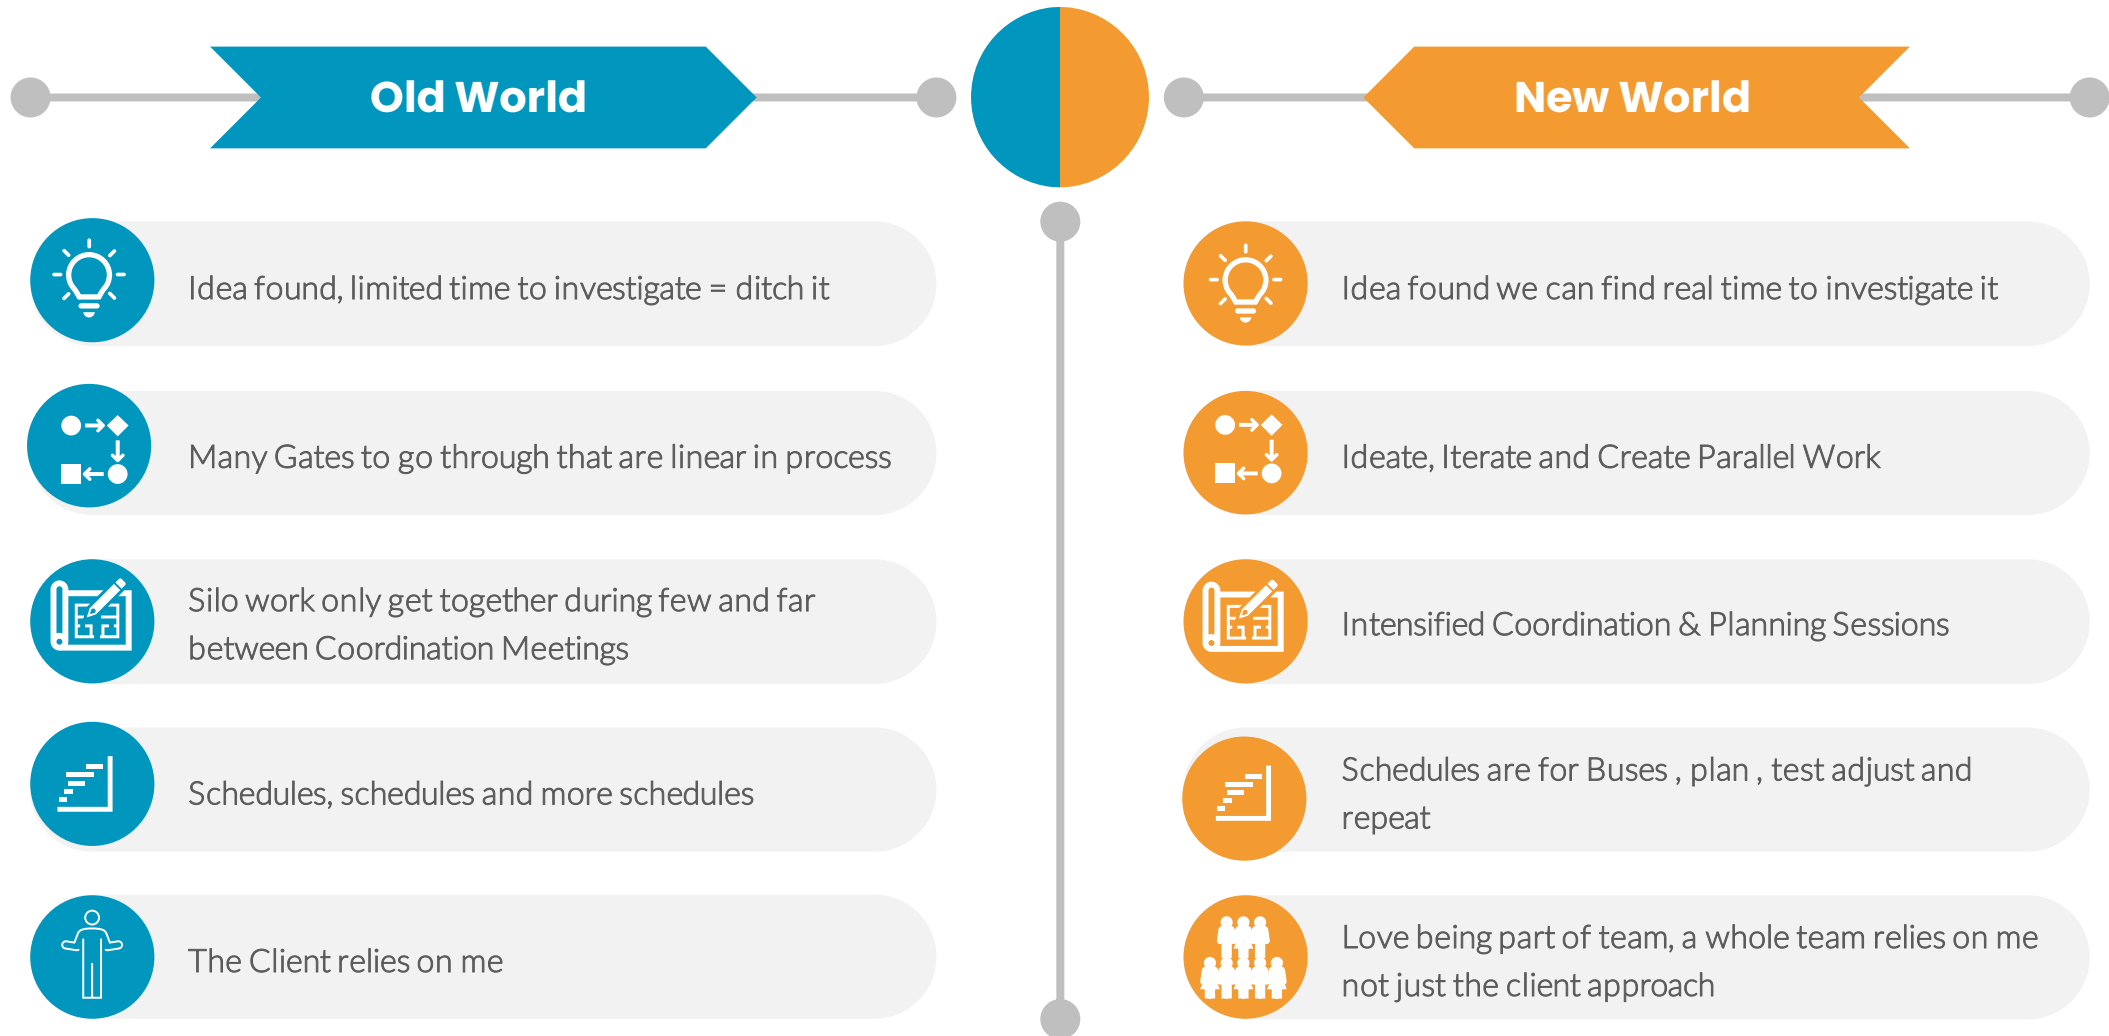 Old World
New World
Idea found, limited time to investigate = ditch it
Many Gates to go through that are linear in process
Silo work only get together during few and far
between Coordination Meetings
Schedules, schedules and more schedules
The Client relies on me
Idea found we can find real time to investigate it
Ideate, Iterate and Create Parallel Work
Intensified Coordination & Planning Sessions
Schedules are for Buses , plan , test adjust and
repeat
Love being part of team, a whole team relies on me
not just the client approach